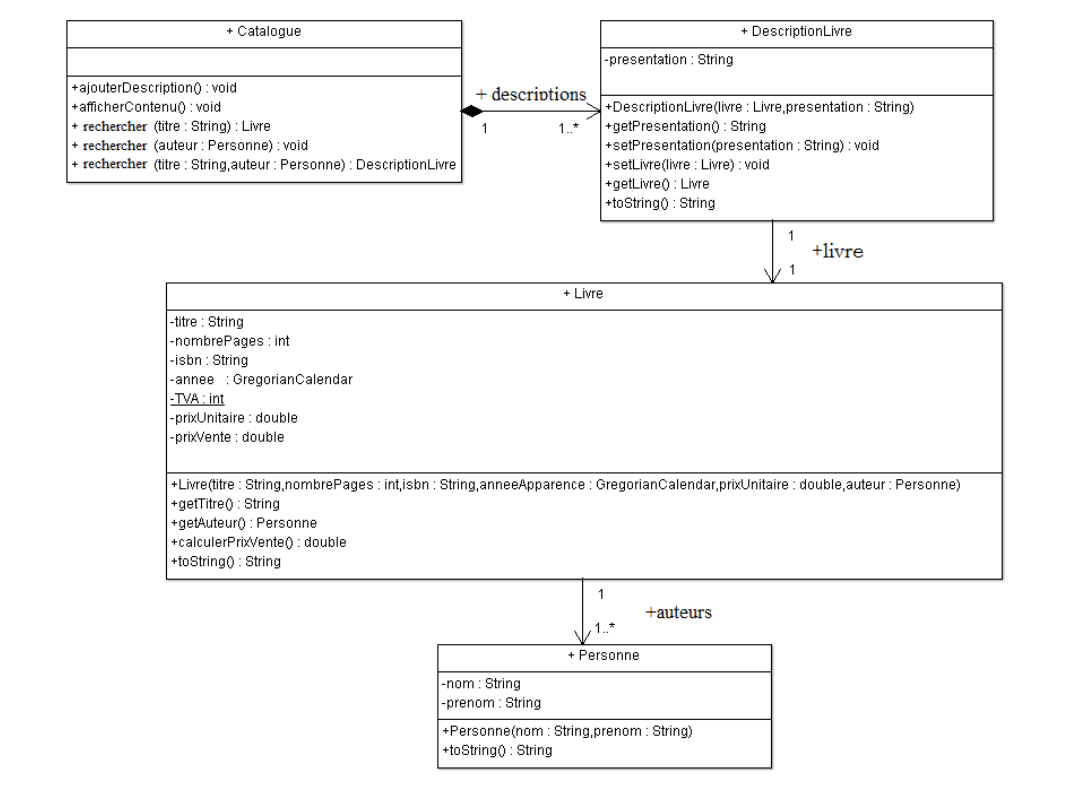 + Catalogue
+ajouterDescription() : void
+afficherContenu() : void
+ rechercher (titre : String) : Livre
+ rechercher (auteur : Personne) : void
+ rechercher (titre : String,auteur : Personne) : DescriptionLivre
+ descriptions
1
1..*
+ DescriptionLivre
-presentation : String
+DescriptionLivre(livre : Livre,presentation : String)
+getPresentation() : String
+setPresentation(presentation : String) : void
+setLivre(livre : Livre) : void
+getLivre() : Livre
+toString() : String
1
+livre
1
+ Livre
-titre : String
-nombrePages : int
-isbn : String
-annee : GregorianCalendar
-TVA : int
-prixUnitaire : double
-prixVente : double
+Livre(titre : String,nombrePages : int,isbn : String,anneeApparence : GregorianCalendar,prixUnitaire : double,auteur : Personne)
+getTitre() : String
+getAuteur() : Personne
+calculerPrixVente() : double
+toString() : String
1
+auteurs
1..*
+ Personne
-nom : String
-prenom : String
+Personne(nom : String,prenom : String)
+toString() : String